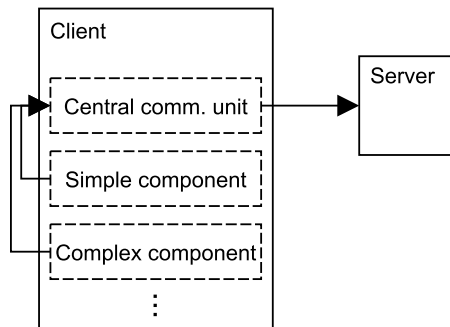 Client
Server
Central comm. unit
Simple component
Complex component
⋮